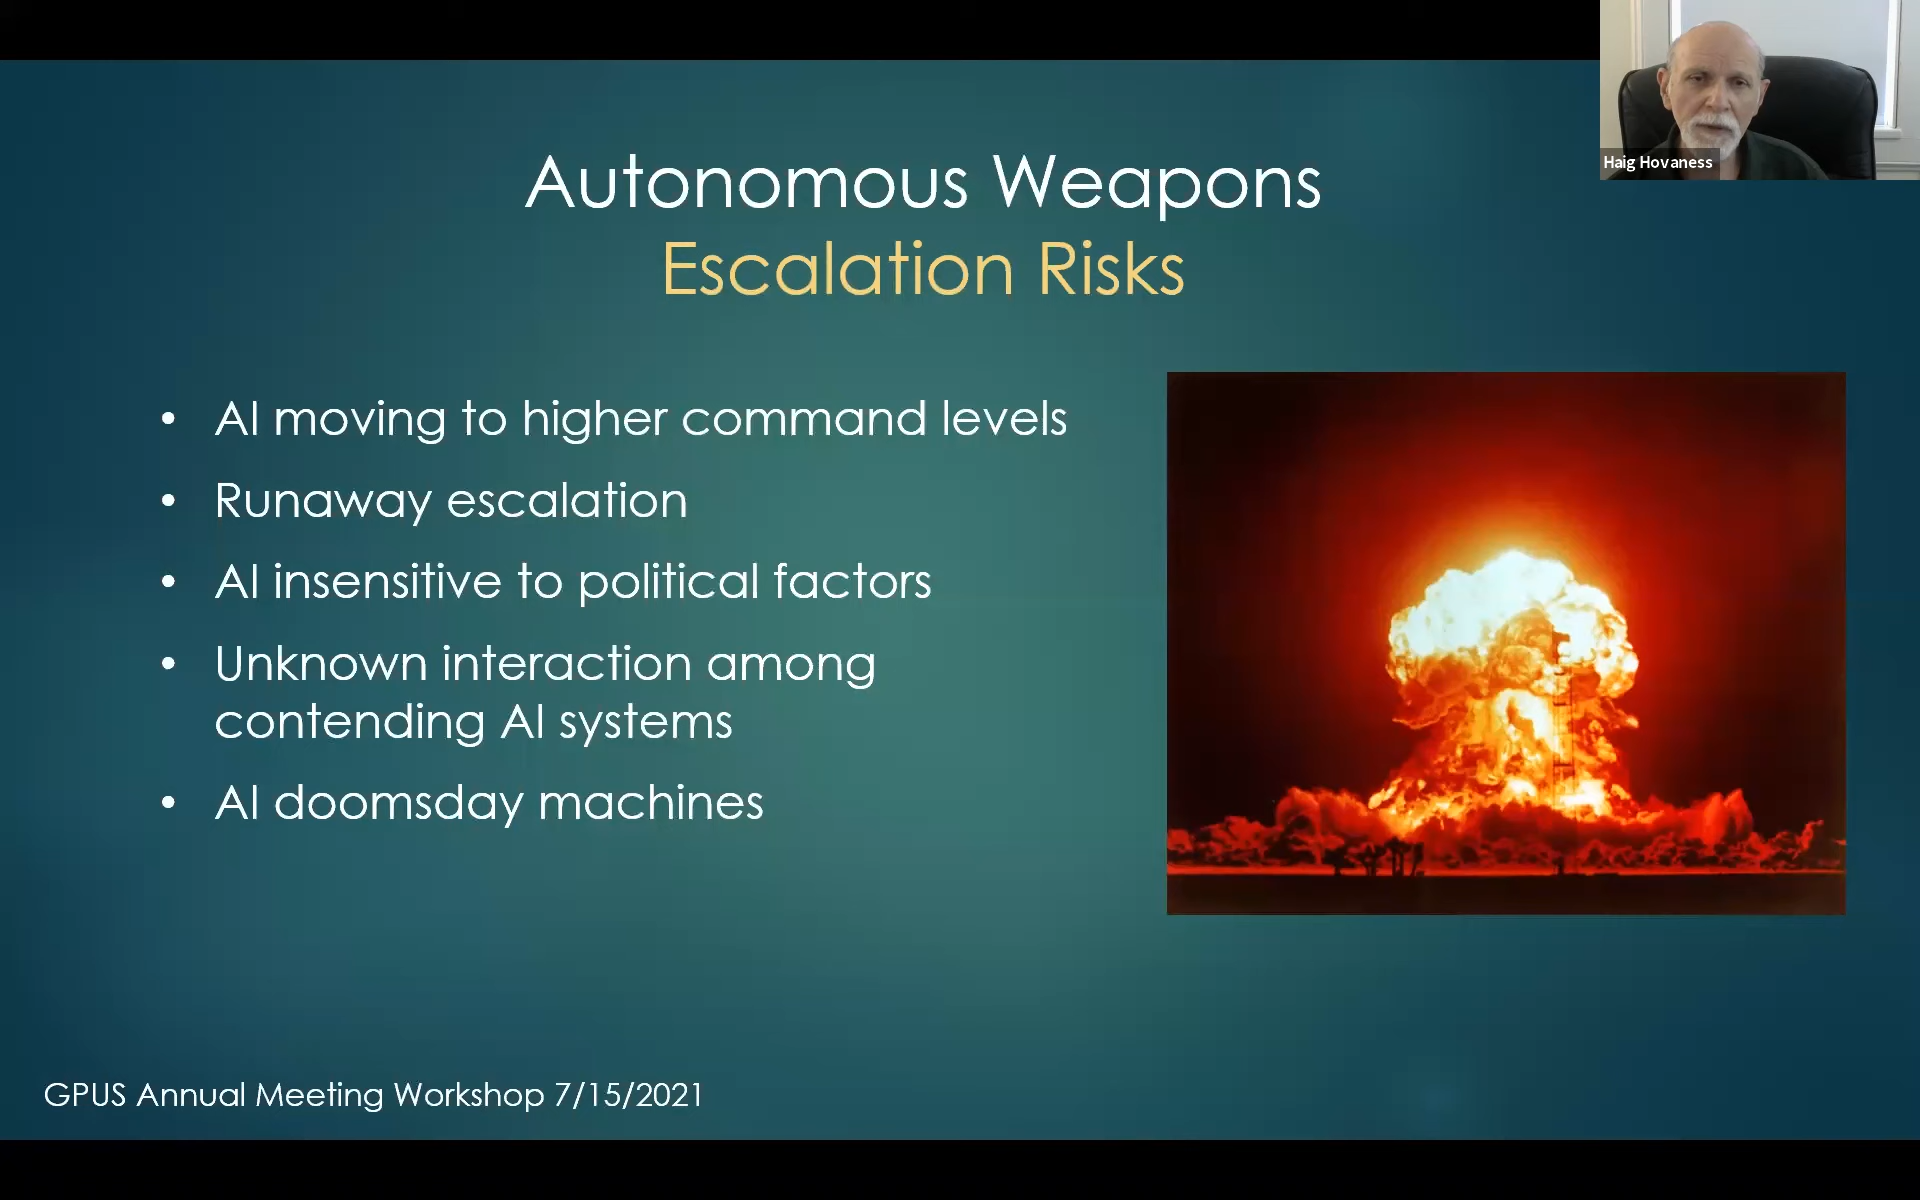 Haig Hovaness
Autonomous Weapons
Escalation Risks
• AI moving to higher command levels
• Runaway escalation
• AI insensitive to political factors
• Unknown interaction among
contending AI systems
• AI doomsday machines
GPUS Annual Meeting Workshop 7/15/2021